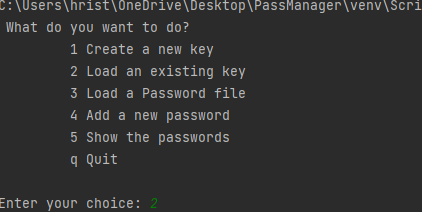 C:\Users\hrist\OneDrive\Desktop\PassManager\venv\Scri
What do you want to do?
1 Create a new key
2 Load an existing key
3 Load a Password file
4 Add a new password
5 Show the passwords
q Quit
Enter your choice: 2